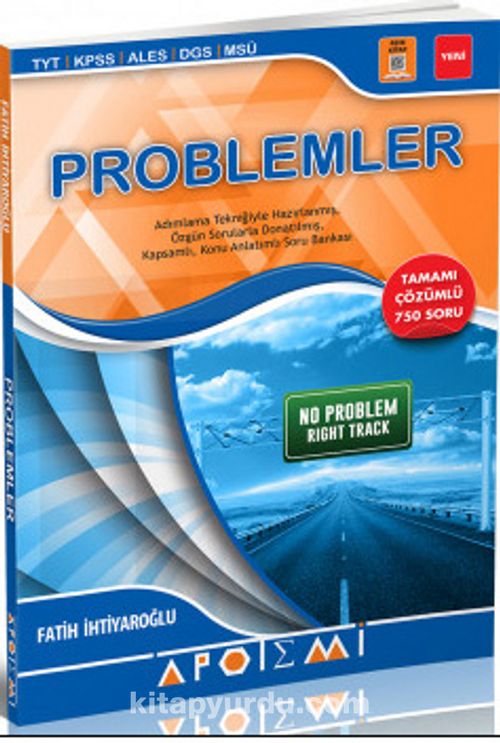 TYT | KPSS | ALES | DGS | MSÜ
YENİ
PROBLEMLER
Adımlama Tekniğiyle Hazırlanmış,
Özgün Sorularla Donatılmış,
Kapsamlı, Konu Anlatımlı Soru Bankası
TAMAMI
ÇÖZÜMLÜ
750 SORU
NO PROBLEM
RIGHT TRACK
FATİH İHTİYAROĞLU
APOTEMİ
FATİH İHTİYAROĞLU
PROBLEMLER
APOTEMİ
kitapyurdu.com